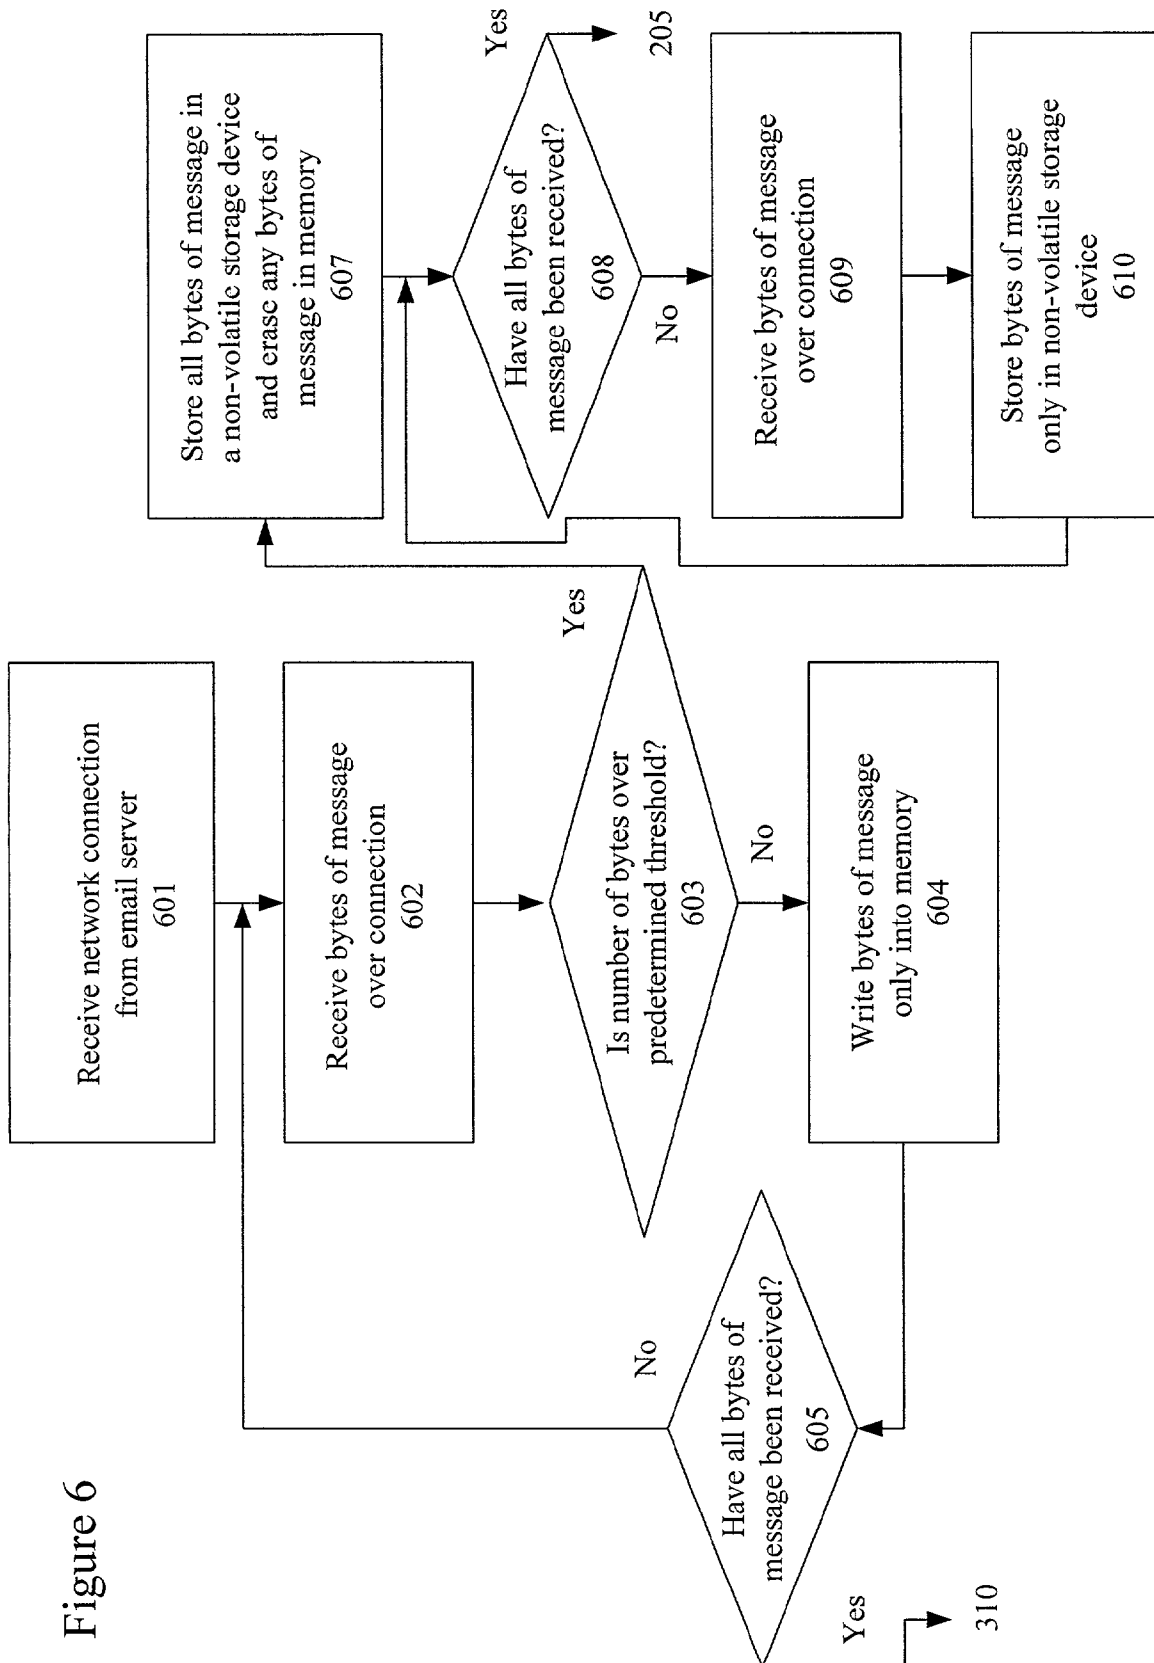 Figure 6
Receive network connection
from email server
601
Receive bytes of message
over connection
602
Is number of bytes over
predetermined threshold?
603
Yes
No
Write bytes of message
only into memory
604
Have all bytes of
message been received?
605
No
Yes
310
Store all bytes of message in
a non-volatile storage device
and erase any bytes of
message in memory
607
Have all bytes of
message been received?
608
Yes
205
No
Receive bytes of message
over connection
609
Store bytes of message
only in non-volatile storage
device
610